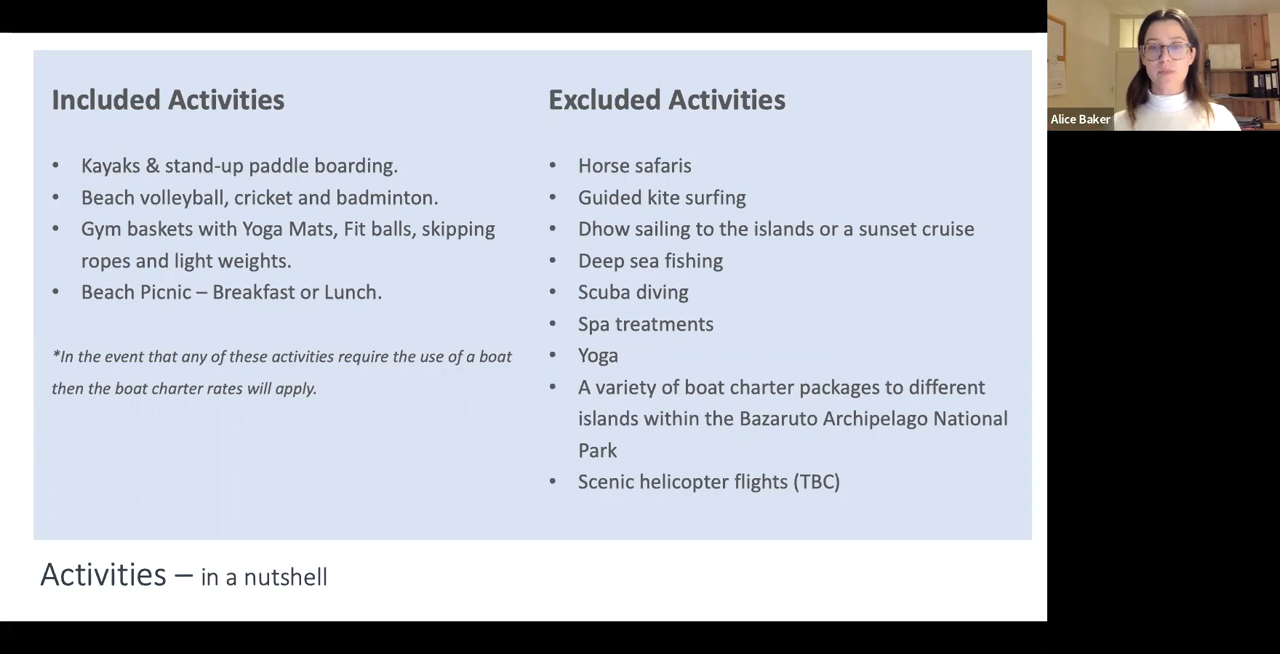 Included Activities
• Kayaks & stand-up paddle boarding.
• Beach volleyball, cricket and badminton.
• Gym baskets with Yoga Mats, Fit balls, skipping
ropes and light weights.
• Beach Picnic – Breakfast or Lunch.
*In the event that any of these activities require the use of a boat
then the boat charter rates will apply.
Excluded Activities
• Horse safaris
• Guided kite surfing
• Dhow sailing to the islands or a sunset cruise
• Deep sea fishing
• Scuba diving
• Spa treatments
• Yoga
• A variety of boat charter packages to different
islands within the Bazaruto Archipelago National
Park
• Scenic helicopter flights (TBC)
Activities – in a nutshell
Alice Baker